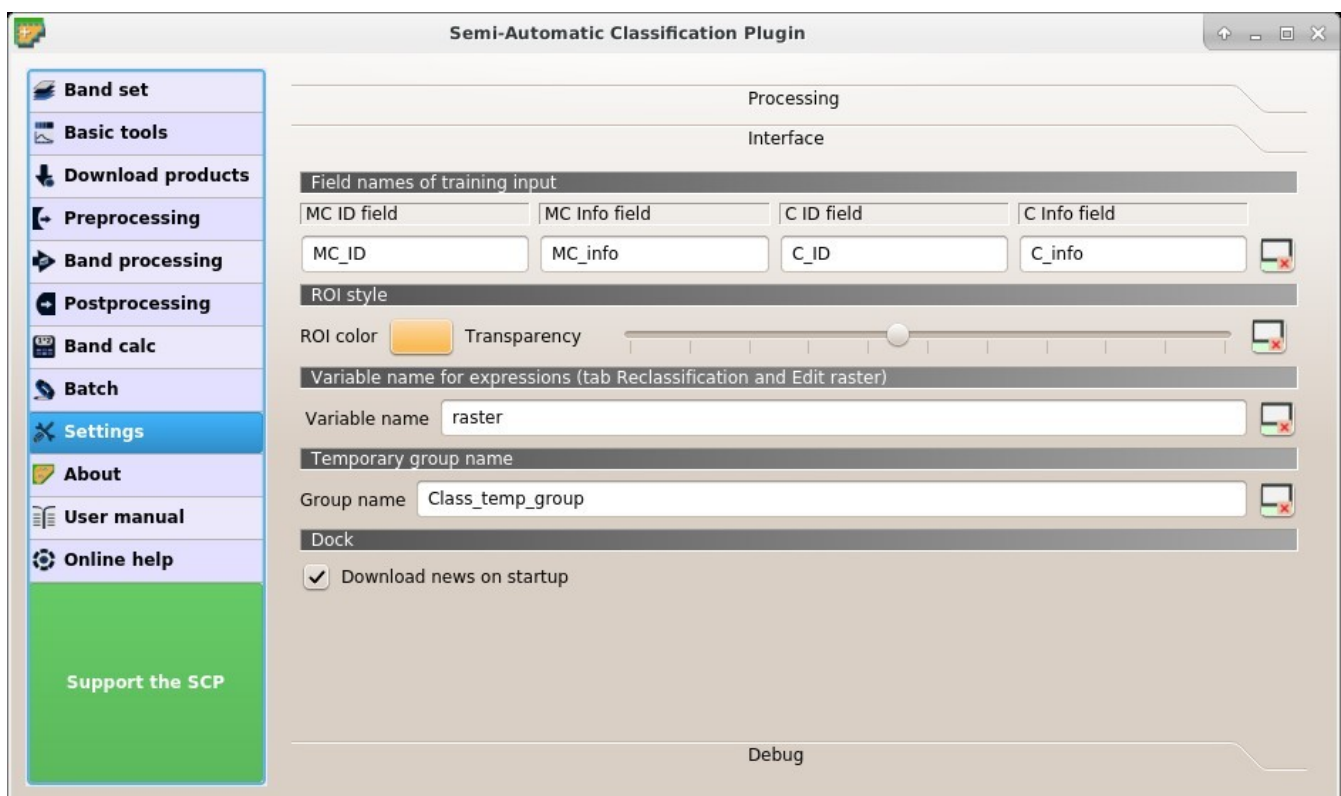 Semi-Automatic Classification Plugin
Band set
Basic tools
Download products
Preprocessing
Band processing
Postprocessing
Band calc
Batch
Settings
About
User manual
Online help
Support the SCP
Processing
Interface
Field names of training input
MC ID field MC Info field C ID field C Info field
MC_ID MC_info C_ID C_info
ROI style
ROI color Transparency
Variable name for expressions (tab Reclassification and Edit raster)
Variable name raster
Temporary group name
Group name Class_temp_group
Dock
Download news on startup
Debug